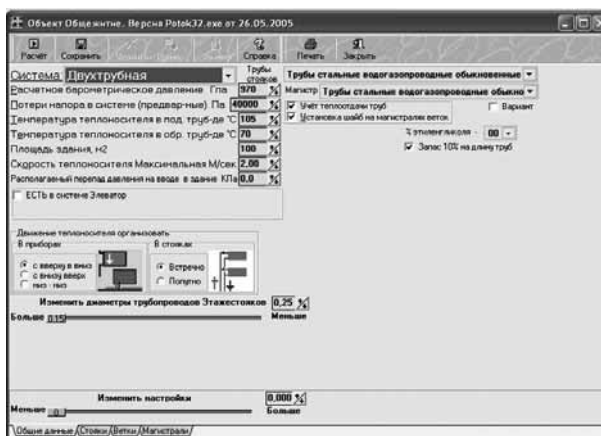 Объект Общежитие. Версия Potok32.exe от 26.05.2005
Расчёт Сохранить Справка Печать Закрыть
Система Двухтрубная
Трубы стояков
Трубы стальные водогазопроводные обыкновенные
Расчетное барометрическое давление Гпа 970
Магистр Трубы стальные водогазопроводные обыкно
Потери напора в системе (предвар-ные) Па 40000
Учёт теплоотдачи труб
Вариант
Температура теплоносителя в под. труб-де °С 105
Установка шайб на магистралях веток
Температура теплоносителя в обр. труб-де °С 70
% этиленгликоля - 00
Площадь здания, м2 100
Запас 10% на длину труб
Скорость теплоносителя Максимальная М/сек 2,00
Располагаемый перепад давления на вводе в здание КПа 0,0
ЕСТЬ в системе Элеватор
Движение теплоносителя организовать
В приборах
В стояках
с вверху в вниз
с внизу вверх
низ - низ
Встречно
Попутно
Изменить диаметры трубопроводов Этажестояков 0,25
Больше 0.15 Меньше
Изменить настройки 0,000
Меньше 0 Больше
Общие данные Стояки Ветки Магистрали